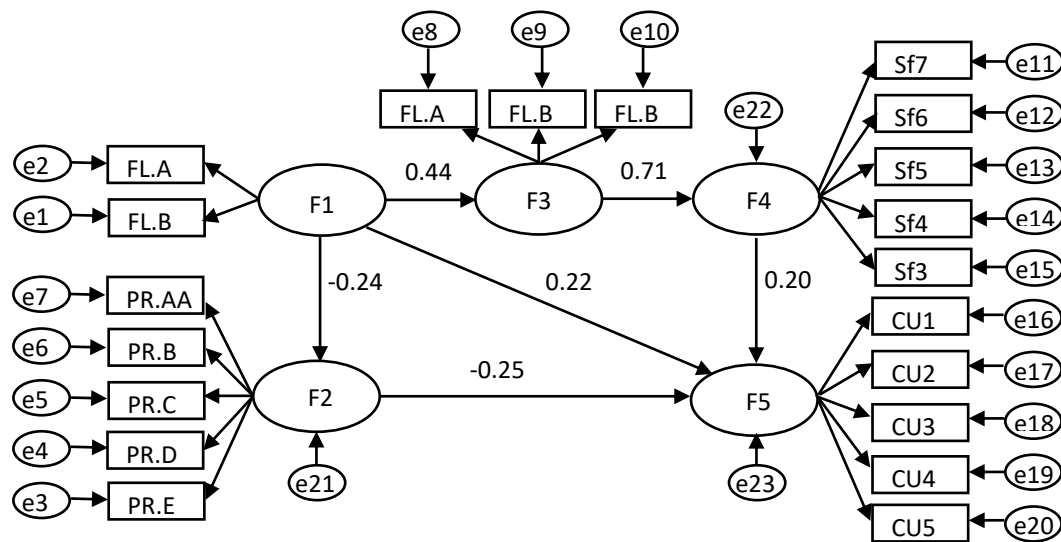 e8
e9
e10
Sf7
e11
FL.A
FL.B
FL.B
e22
Sf6
e12
e2
FL.A
0.44
0.71
Sf5
e13
F1
F3
F4
e1
FL.B
Sf4
e14
Sf3
e15
-0.24
0.22
0.20
e7
PR.AA
CU1
e16
e6
PR.B
-0.25
CU2
e17
e5
PR.C
F2
F5
CU3
e18
e4
PR.D
CU4
e19
e21
e23
e3
PR.E
CU5
e20